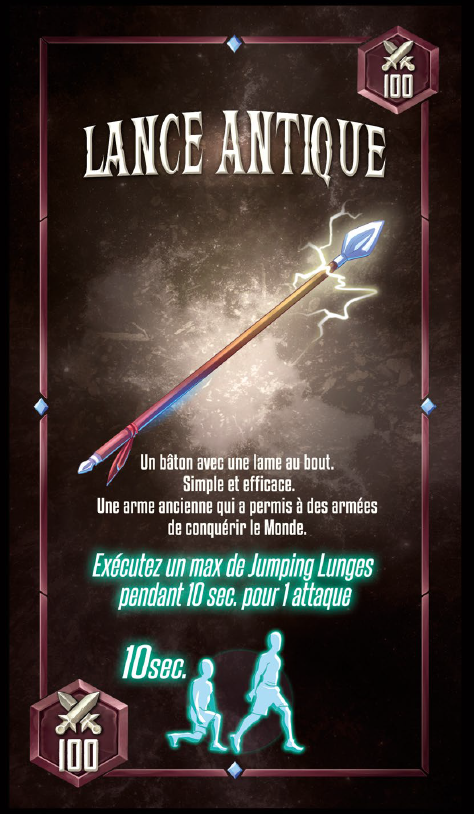 100
LANCE ANTIQUE
Un bâton avec une lame au bout.
Simple et efficace.
Une arme ancienne qui a permis à des armées
de conquérir le Monde.
Exécutez un max de Jumping Lunges
pendant 10 sec. pour 1 attaque
10sec.
100